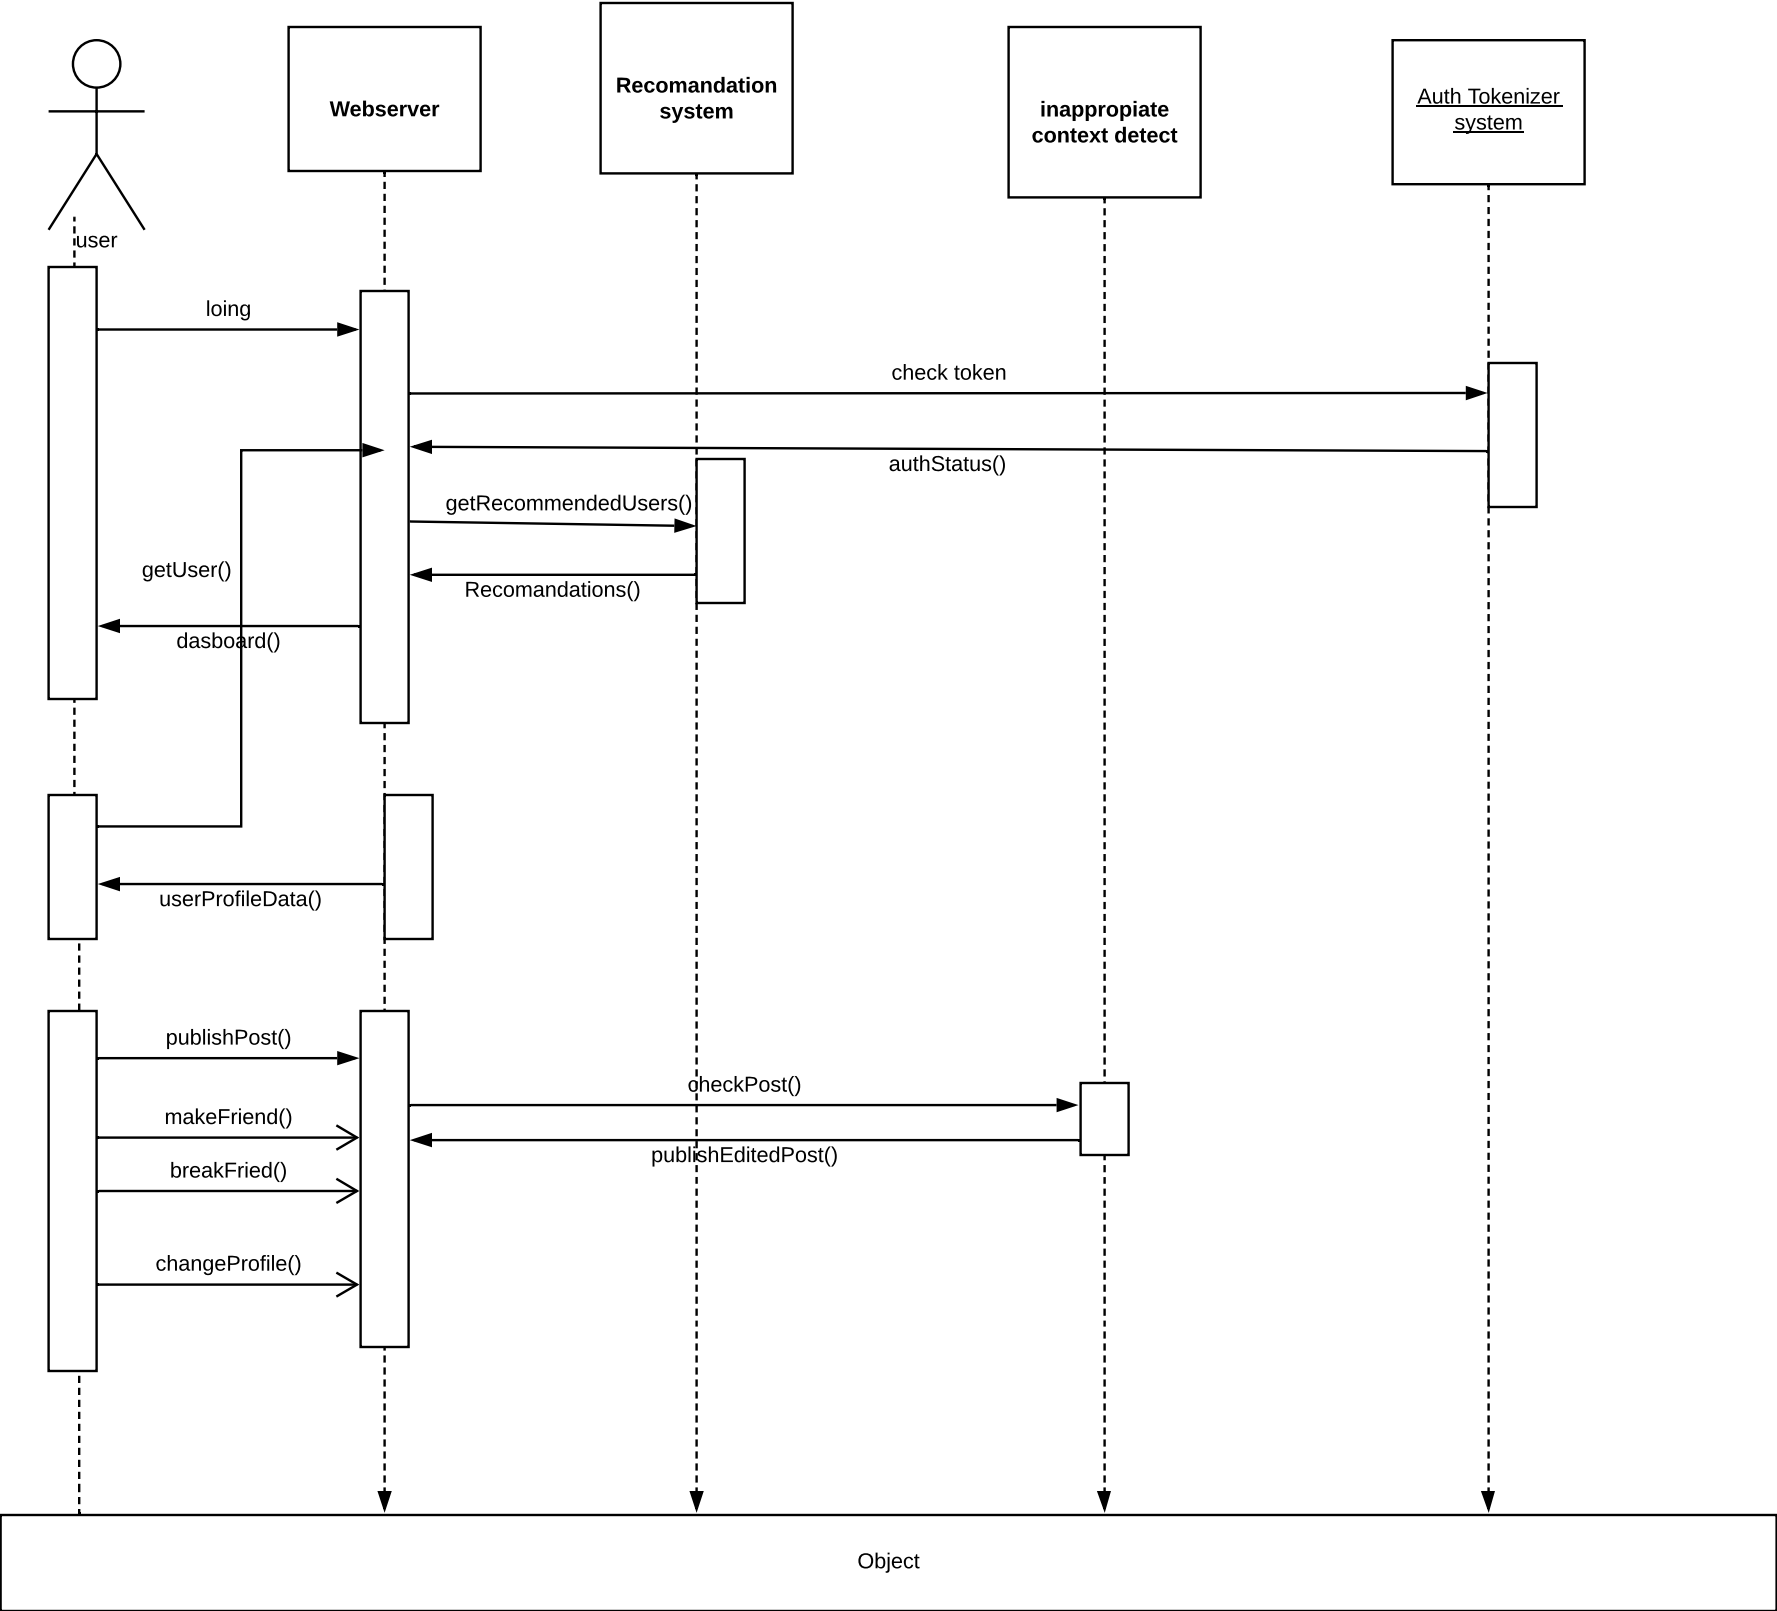 Recomandation
system
Webserver
inappropiate
context detect
Auth Tokenizer
system
user
loing
check token
authStatus()
getRecommendedUsers()
getUser()
Recomandations()
dasboard()
userProfileData()
publishPost()
checkPost()
makeFriend()
publishEditedPost()
breakFried()
changeProfile()
Object